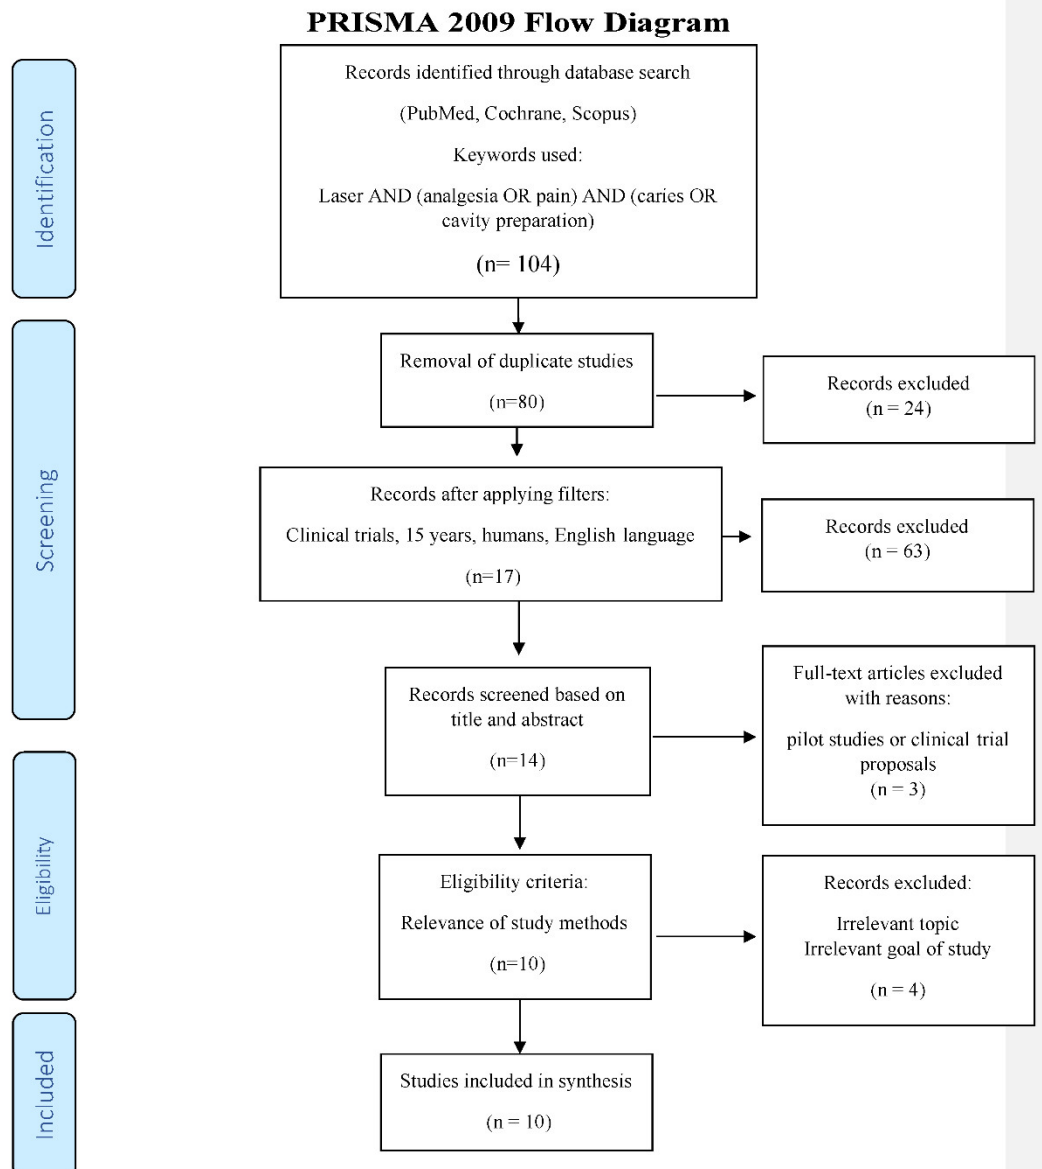 PRISMA 2009 Flow Diagram
Identification
Records identified through database search
(PubMed, Cochrane, Scopus)
Keywords used:
Laser AND (analgesia OR pain) AND (caries OR
cavity preparation)
(n= 104)
Screening
Removal of duplicate studies
(n=80)
Records excluded
(n = 24)
Records after applying filters:
Clinical trials, 15 years, humans, English language
(n=17)
Records excluded
(n = 63)
Records screened based on
title and abstract
(n=14)
Full-text articles excluded
with reasons:
pilot studies or clinical trial
proposals
(n = 3)
Eligibility
Eligibility criteria:
Relevance of study methods
(n=10)
Records excluded:
Irrelevant topic
Irrelevant goal of study
(n = 4)
Included
Studies included in synthesis
(n = 10)